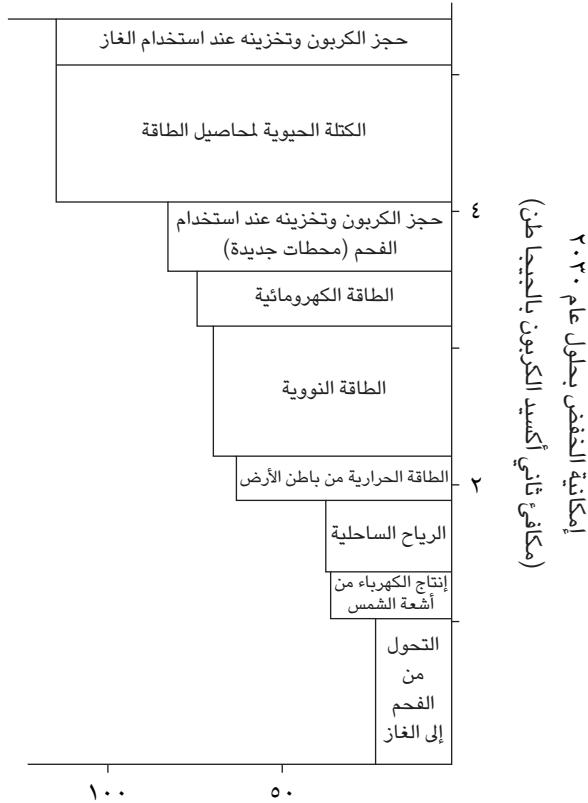 حجز الكربون وتخزينه عند استخدام الغاز
الكتلة الحيوية لمحاصيل الطاقة
حجز الكربون وتخزينه عند استخدام
الفحم (محطات جديدة)
الطاقة الكهرومائية
الطاقة النووية
الطاقة الحرارية من باطن الأرض
الرياح الساحلية
إنتاج الكهرباء من
أشعة الشمس
التحول
من
الفحم
إلى الغاز
٤
٢
إمكانية الخفض بحلول عام ٢٠٣٠
(مكافئ ثاني أكسيد الكربون بالجيجا طن)
٥٠
١٠٠